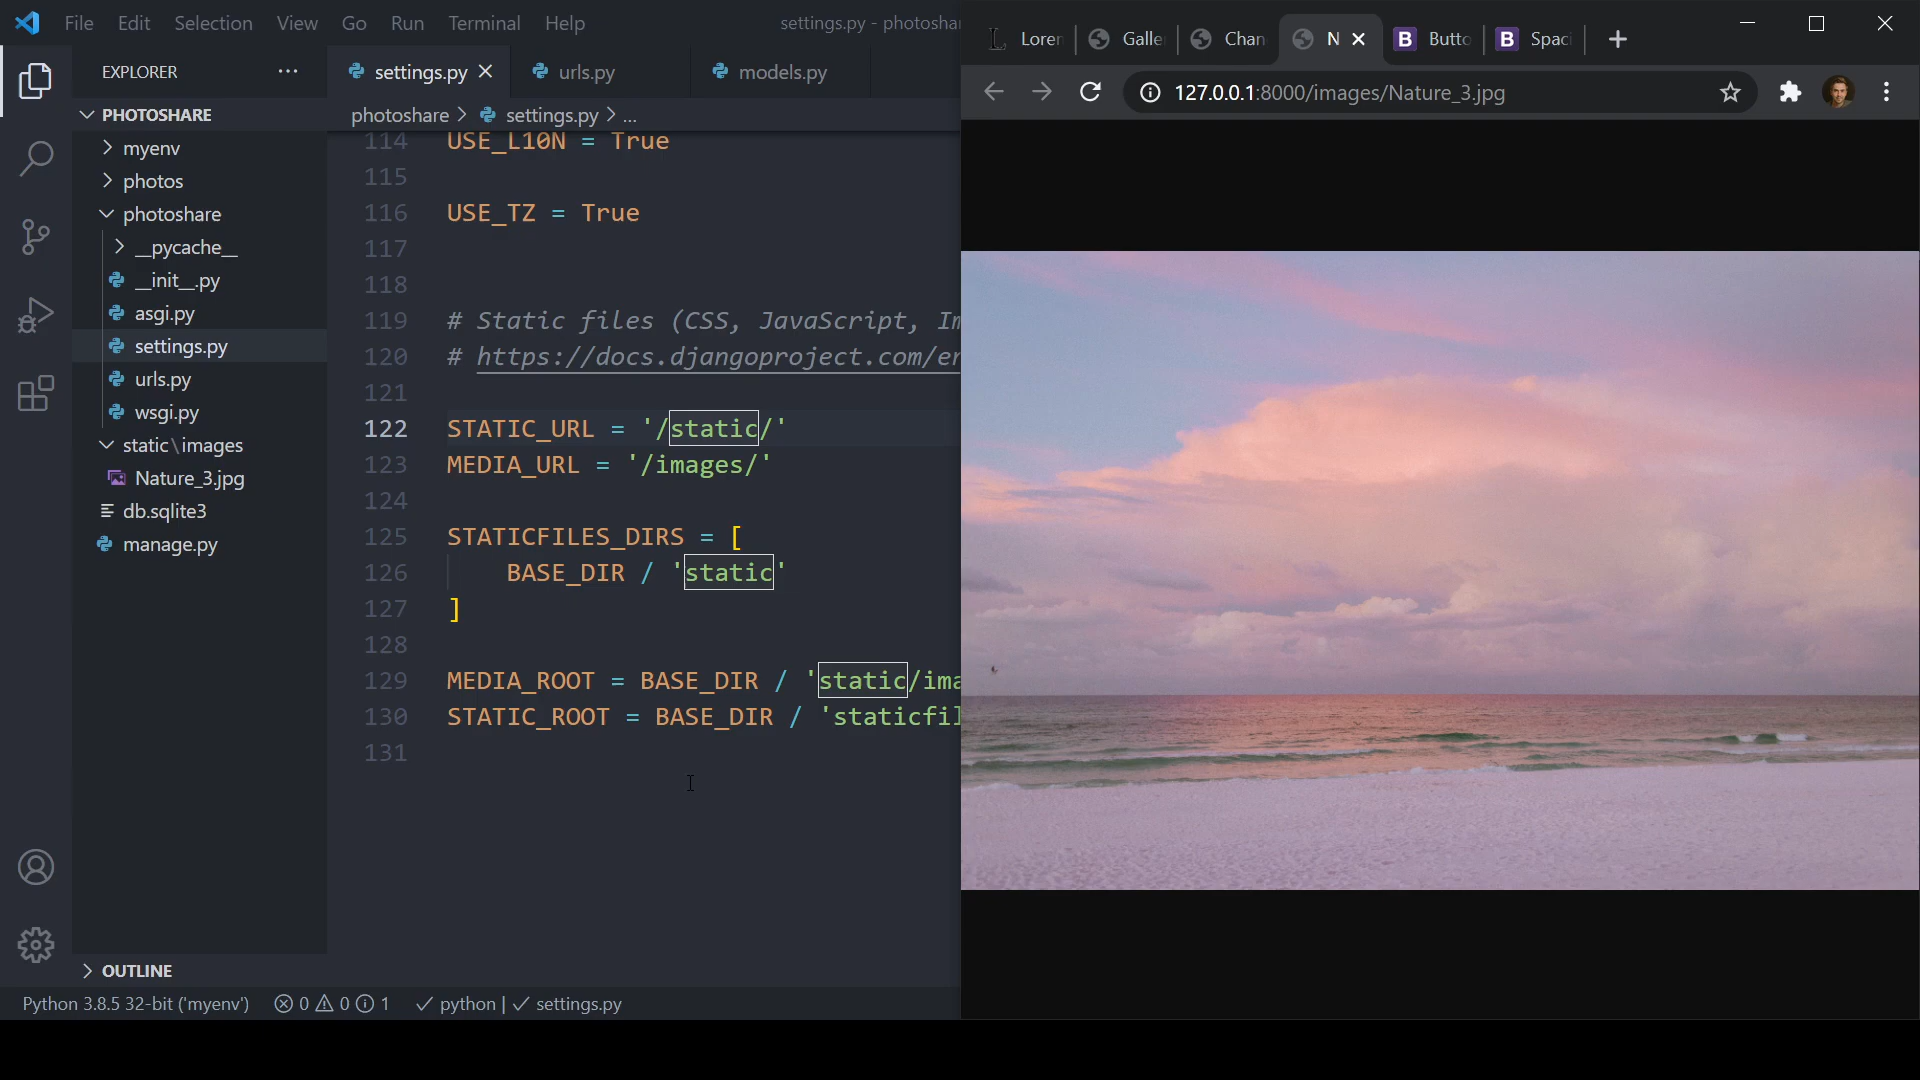 File Edit Selection View Go Run Terminal Help
settings.py - photoshar
EXPLORER
PHOTOSHARE
myenv
photos
photoshare
__pycache__
__init__.py
asgi.py
settings.py
urls.py
wsgi.py
static\images
Nature_3.jpg
db.sqlite3
manage.py
OUTLINE
settings.py urls.py models.py
photoshare > settings.py > ...
114 USE_L10N = True
115
116 USE_TZ = True
117
118
119 # Static files (CSS, JavaScript, Im
120 # https://docs.djangoproject.com/en
121
122 STATIC_URL = '/static/'
123 MEDIA_URL = '/images/'
124
125 STATICFILES_DIRS = [
126 BASE_DIR / 'static'
127 ]
128
129 MEDIA_ROOT = BASE_DIR / 'static/ima
130 STATIC_ROOT = BASE_DIR / 'staticfil
131
Python 3.8.5 32-bit ('myenv') 0 0 1 python | settings.py
Lorem Galle Chan N B Butto B Spaci
127.0.0.1:8000/images/Nature_3.jpg